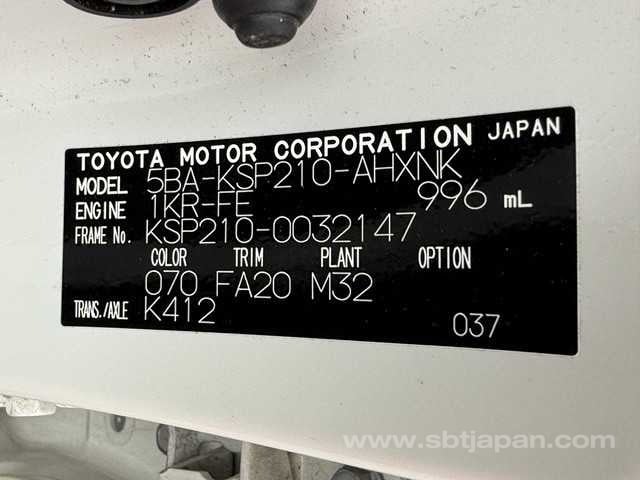 TOYOTA MOTOR CORPORATION JAPAN
MODEL 5BA-KSP210-AHXNK
ENGINE 1KR-FE 996 mL
FRAME No. KSP210-0032147
COLOR TRIM PLANT OPTION
070 FA20 M32
TRANS./AXLE K412
037
www.sbtjapan.com